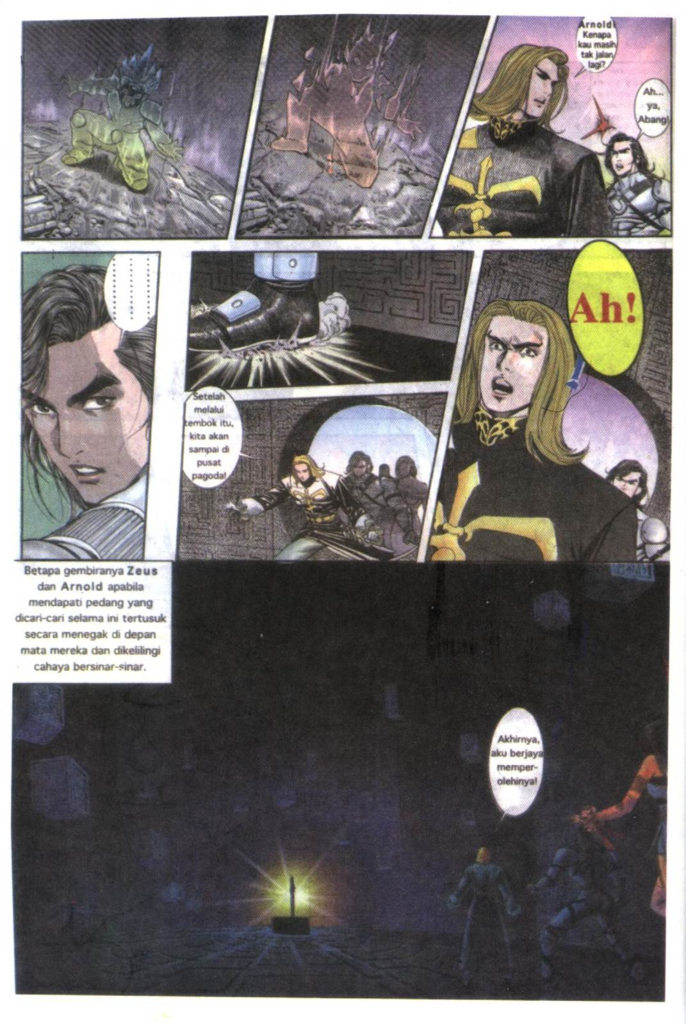 Arnold!
Kenapa
kau masih
tak jalan
lagi?
Ah...
ya,
Abang!
Setelah
melalui
tembok itu,
kita akan
sampai di
pusat
pagoda!
Ah!
Betapa gembiranya Zeus
dan Arnold apabila
mendapati pedang yang
dicari-cari selama ini tertusuk
secara menegak di depan
mata mereka dan dikelilingi
cahaya bersinar-sinar.
Akhirnya,
aku berjaya
memper-
olehinya!